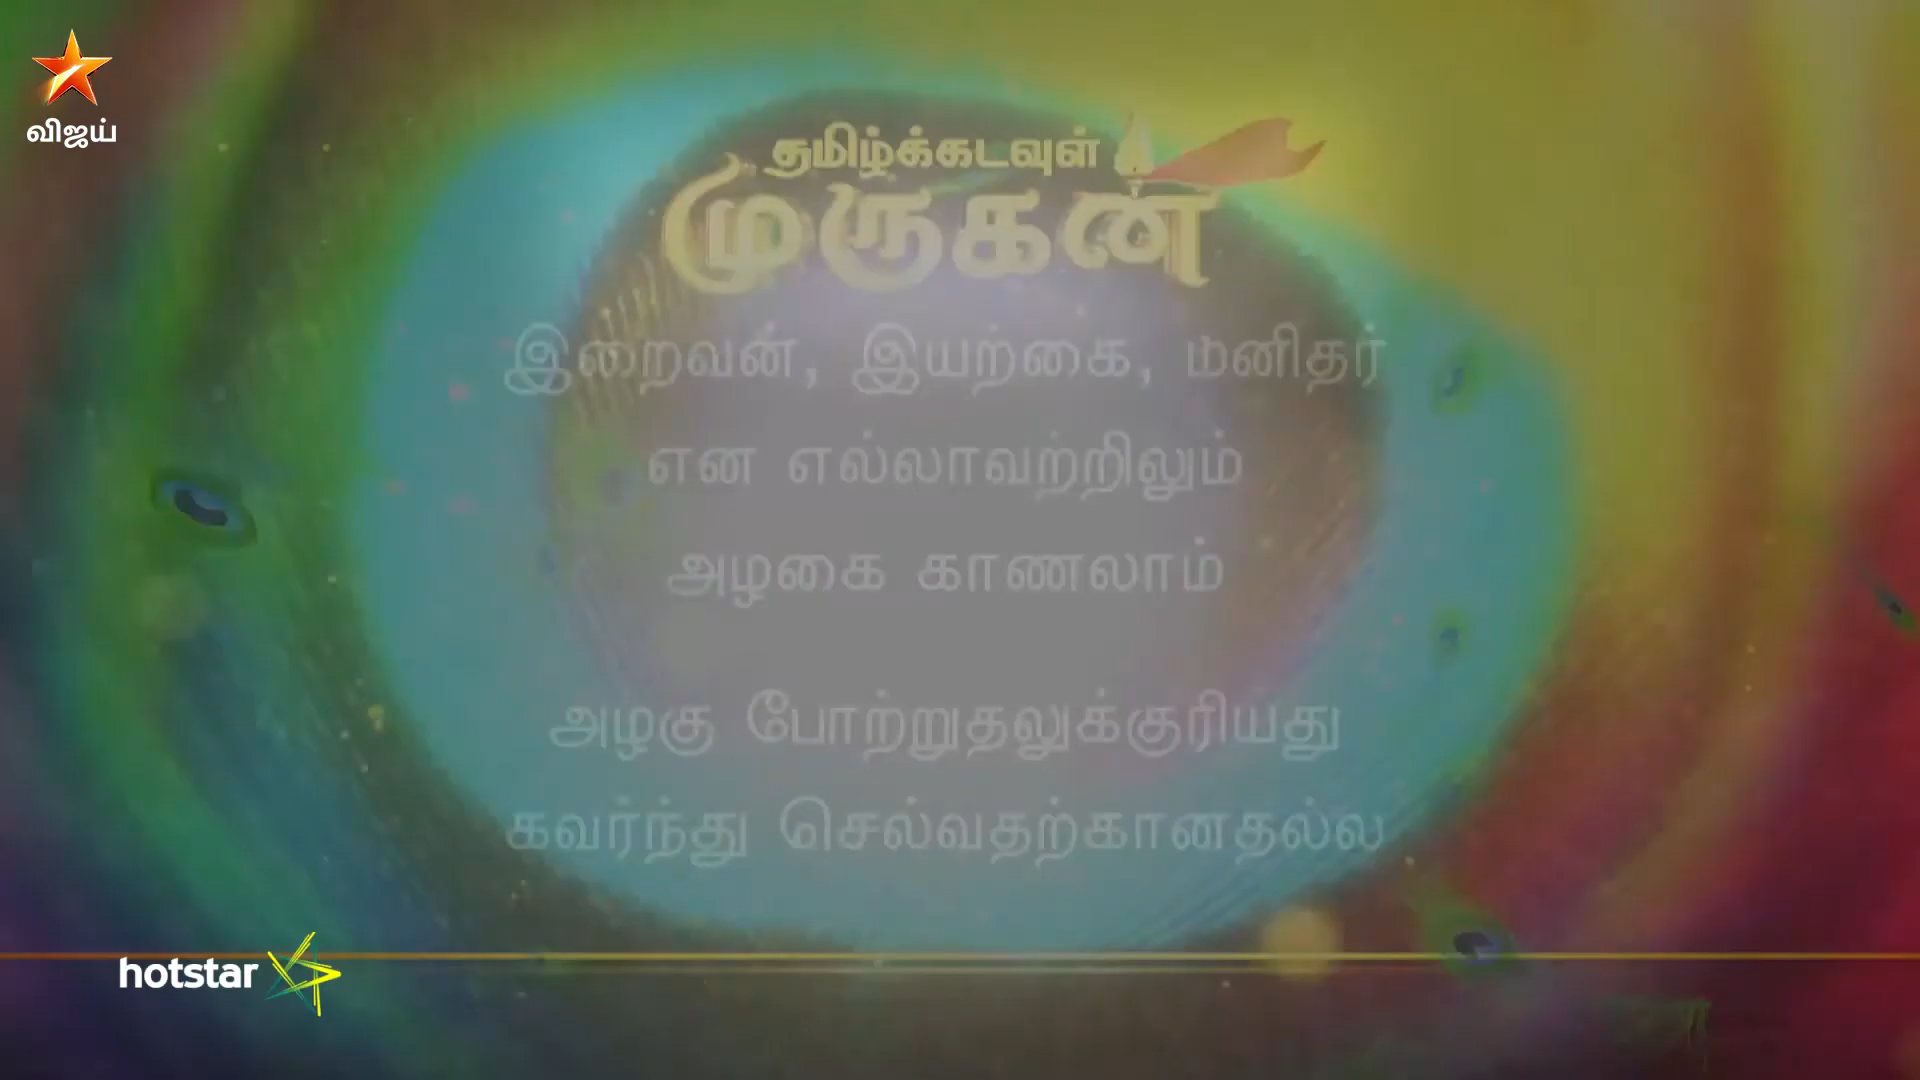 விஜய்
தமிழ்க்கடவுள்
முருகன்
இறைவன், இயற்கை, மனிதர்
என எல்லாவற்றிலும்
அழகை காணலாம்
அழகு போற்றுதலுக்குரியது
கவர்ந்து செல்வதற்கானதல்ல
hotstar